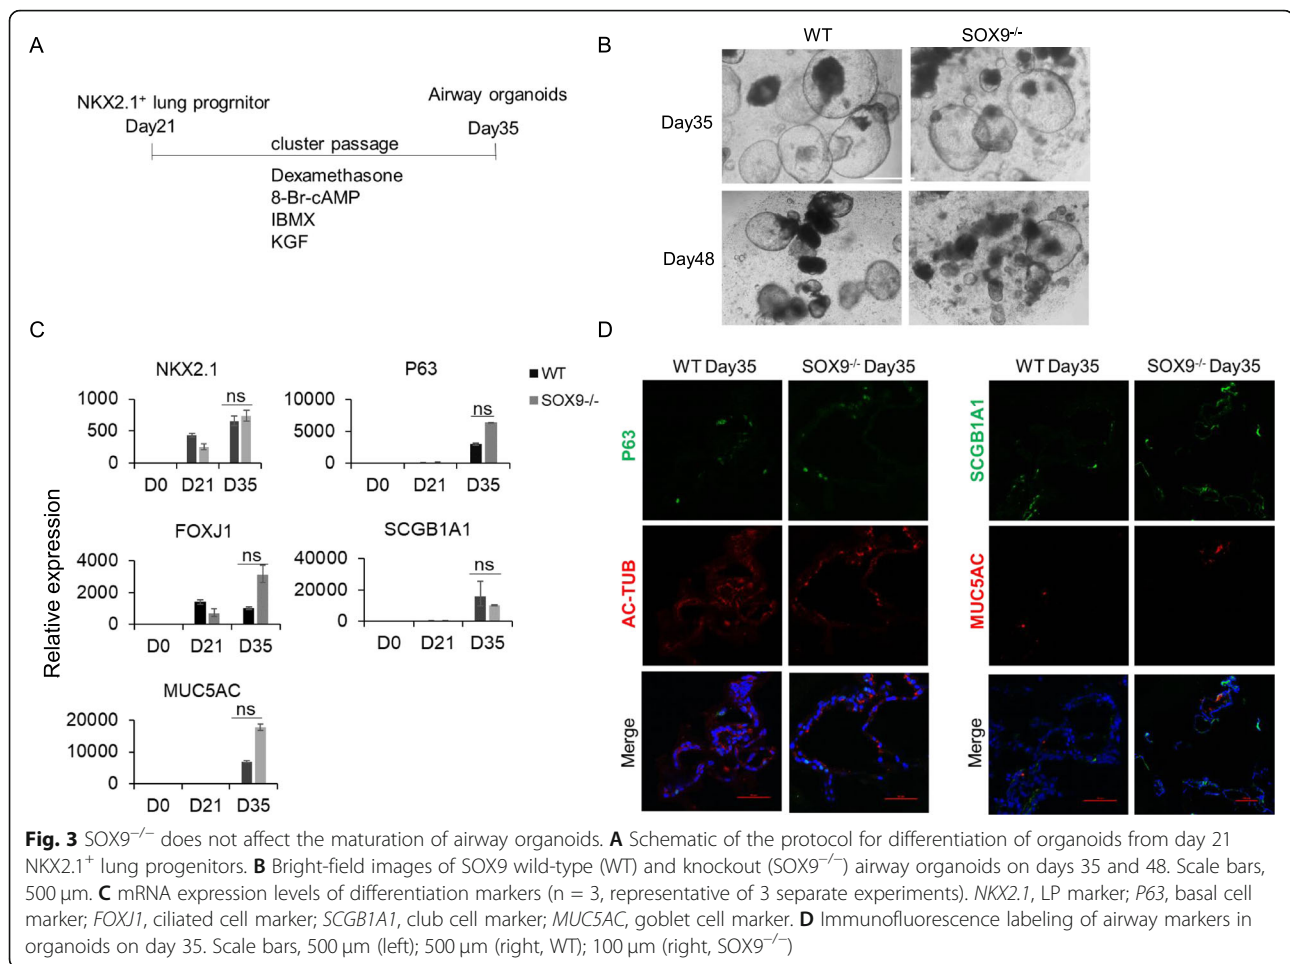 A
NKX2.1⁺ lung progrnitor
Day21
Airway organoids
Day35
cluster passage
Dexamethasone
8-Br-cAMP
IBMX
KGF
B
WT
SOX9⁻/⁻
Day35
Day48
C
Relative expression
NKX2.1
1000
500
0
ns
D0 D21 D35
P63
10000
5000
0
ns
D0 D21 D35
WT
SOX9-/-
FOXJ1
4000
2000
0
ns
D0 D21 D35
SCGB1A1
40000
20000
0
ns
D0 D21 D35
MUC5AC
20000
10000
0
ns
D0 D21 D35
D
WT Day35
SOX9⁻/⁻ Day35
P63
AC-TUB
Merge
WT Day35
SOX9⁻/⁻ Day35
SCGB1A1
MUC5AC
Merge
Fig. 3 SOX9⁻/⁻ does not affect the maturation of airway organoids. A Schematic of the protocol for differentiation of organoids from day 21
NKX2.1⁺ lung progenitors. B Bright-field images of SOX9 wild-type (WT) and knockout (SOX9⁻/⁻) airway organoids on days 35 and 48. Scale bars,
500 μm. C mRNA expression levels of differentiation markers (n = 3, representative of 3 separate experiments). NKX2.1, LP marker; P63, basal cell
marker; FOXJ1, ciliated cell marker; SCGB1A1, club cell marker; MUC5AC, goblet cell marker. D Immunofluorescence labeling of airway markers in
organoids on day 35. Scale bars, 500 μm (left); 500 μm (right, WT); 100 μm (right, SOX9⁻/⁻)